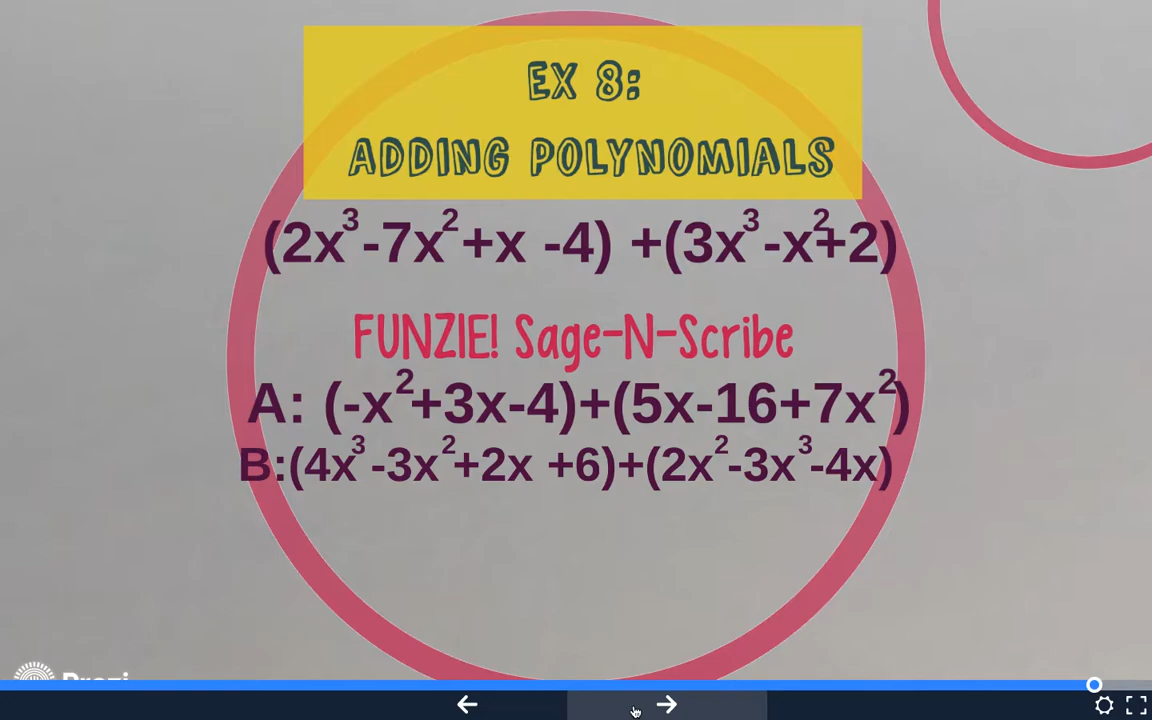 EX 8:
ADDING POLYNOMIALS
(2x³-7x²+x -4) +(3x³-x²+2)
FUNZIE! Sage-N-Scribe
A: (-x²+3x-4)+(5x-16+7x²)
B:(4x³-3x²+2x +6)+(2x²-3x³-4x)
Prezi